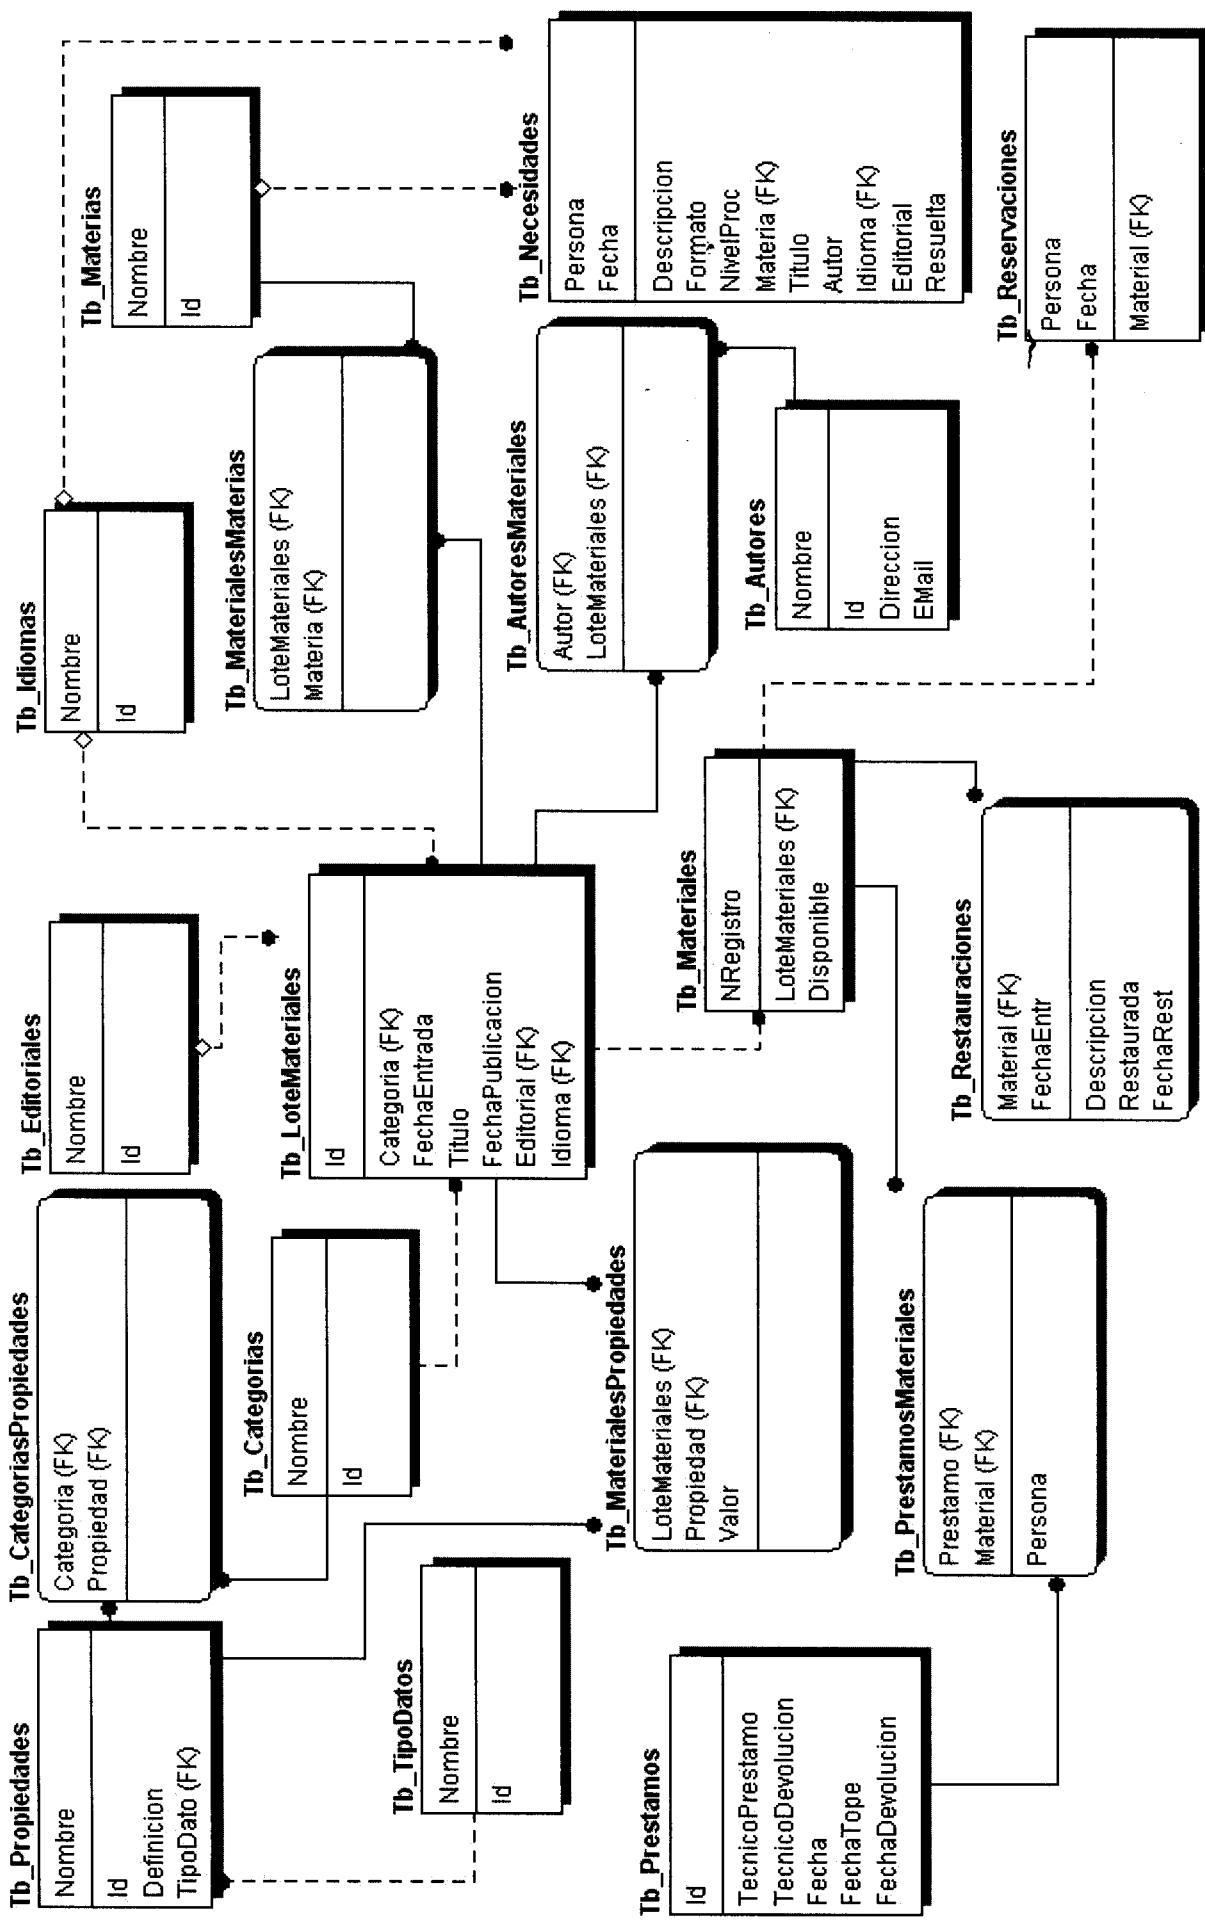 Tb_Propiedades
Nombre
Id
Definicion
TipoDato (FK)
Tb_CategoriasPropiedades
Categoria (FK)
Propiedad (FK)
Tb_Editoriales
Nombre
Id
Tb_Idiomas
Nombre
Id
Tb_Materias
Nombre
Id
Tb_TipoDatos
Nombre
Id
Tb_Categorias
Nombre
Id
Tb_LoteMateriales
Id
Categoria (FK)
FechaEntrada
Titulo
FechaPublicacion
Editorial (FK)
Idioma (FK)
Tb_MaterialesMaterias
LoteMateriales (FK)
Materia (FK)
Tb_Necesidades
Persona
Fecha
Descripcion
Formato
NivelProc
Materia (FK)
Titulo
Autor
Idioma (FK)
Editorial
Resuelta
Tb_AutoresMateriales
Autor (FK)
LoteMateriales (FK)
Tb_MaterialesPropiedades
LoteMateriales (FK)
Propiedad (FK)
Valor
Tb_Materiales
NRegistro
LoteMateriales (FK)
Disponible
Tb_Autores
Nombre
Id
Direccion
EMail
Tb_Prestamos
Id
TecnicoPrestamo
TecnicoDevolucion
Fecha
FechaTope
FechaDevolucion
Tb_PrestamosMateriales
Prestamo (FK)
Material (FK)
Persona
Tb_Restauraciones
Material (FK)
FechaEntr
Descripcion
Restaurada
FechaRest
Tb_Reservaciones
Persona
Fecha
Material (FK)